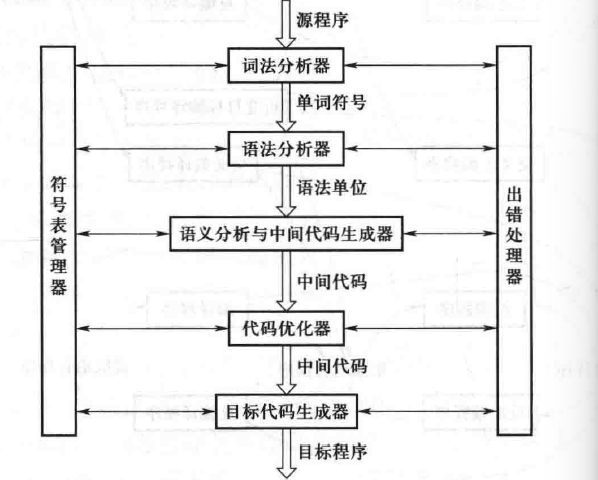 源程序
词法分析器
单词符号
语法分析器
语法单位
符号表管理器
语义分析与中间代码生成器
出错处理器
中间代码
代码优化器
中间代码
目标代码生成器
目标程序